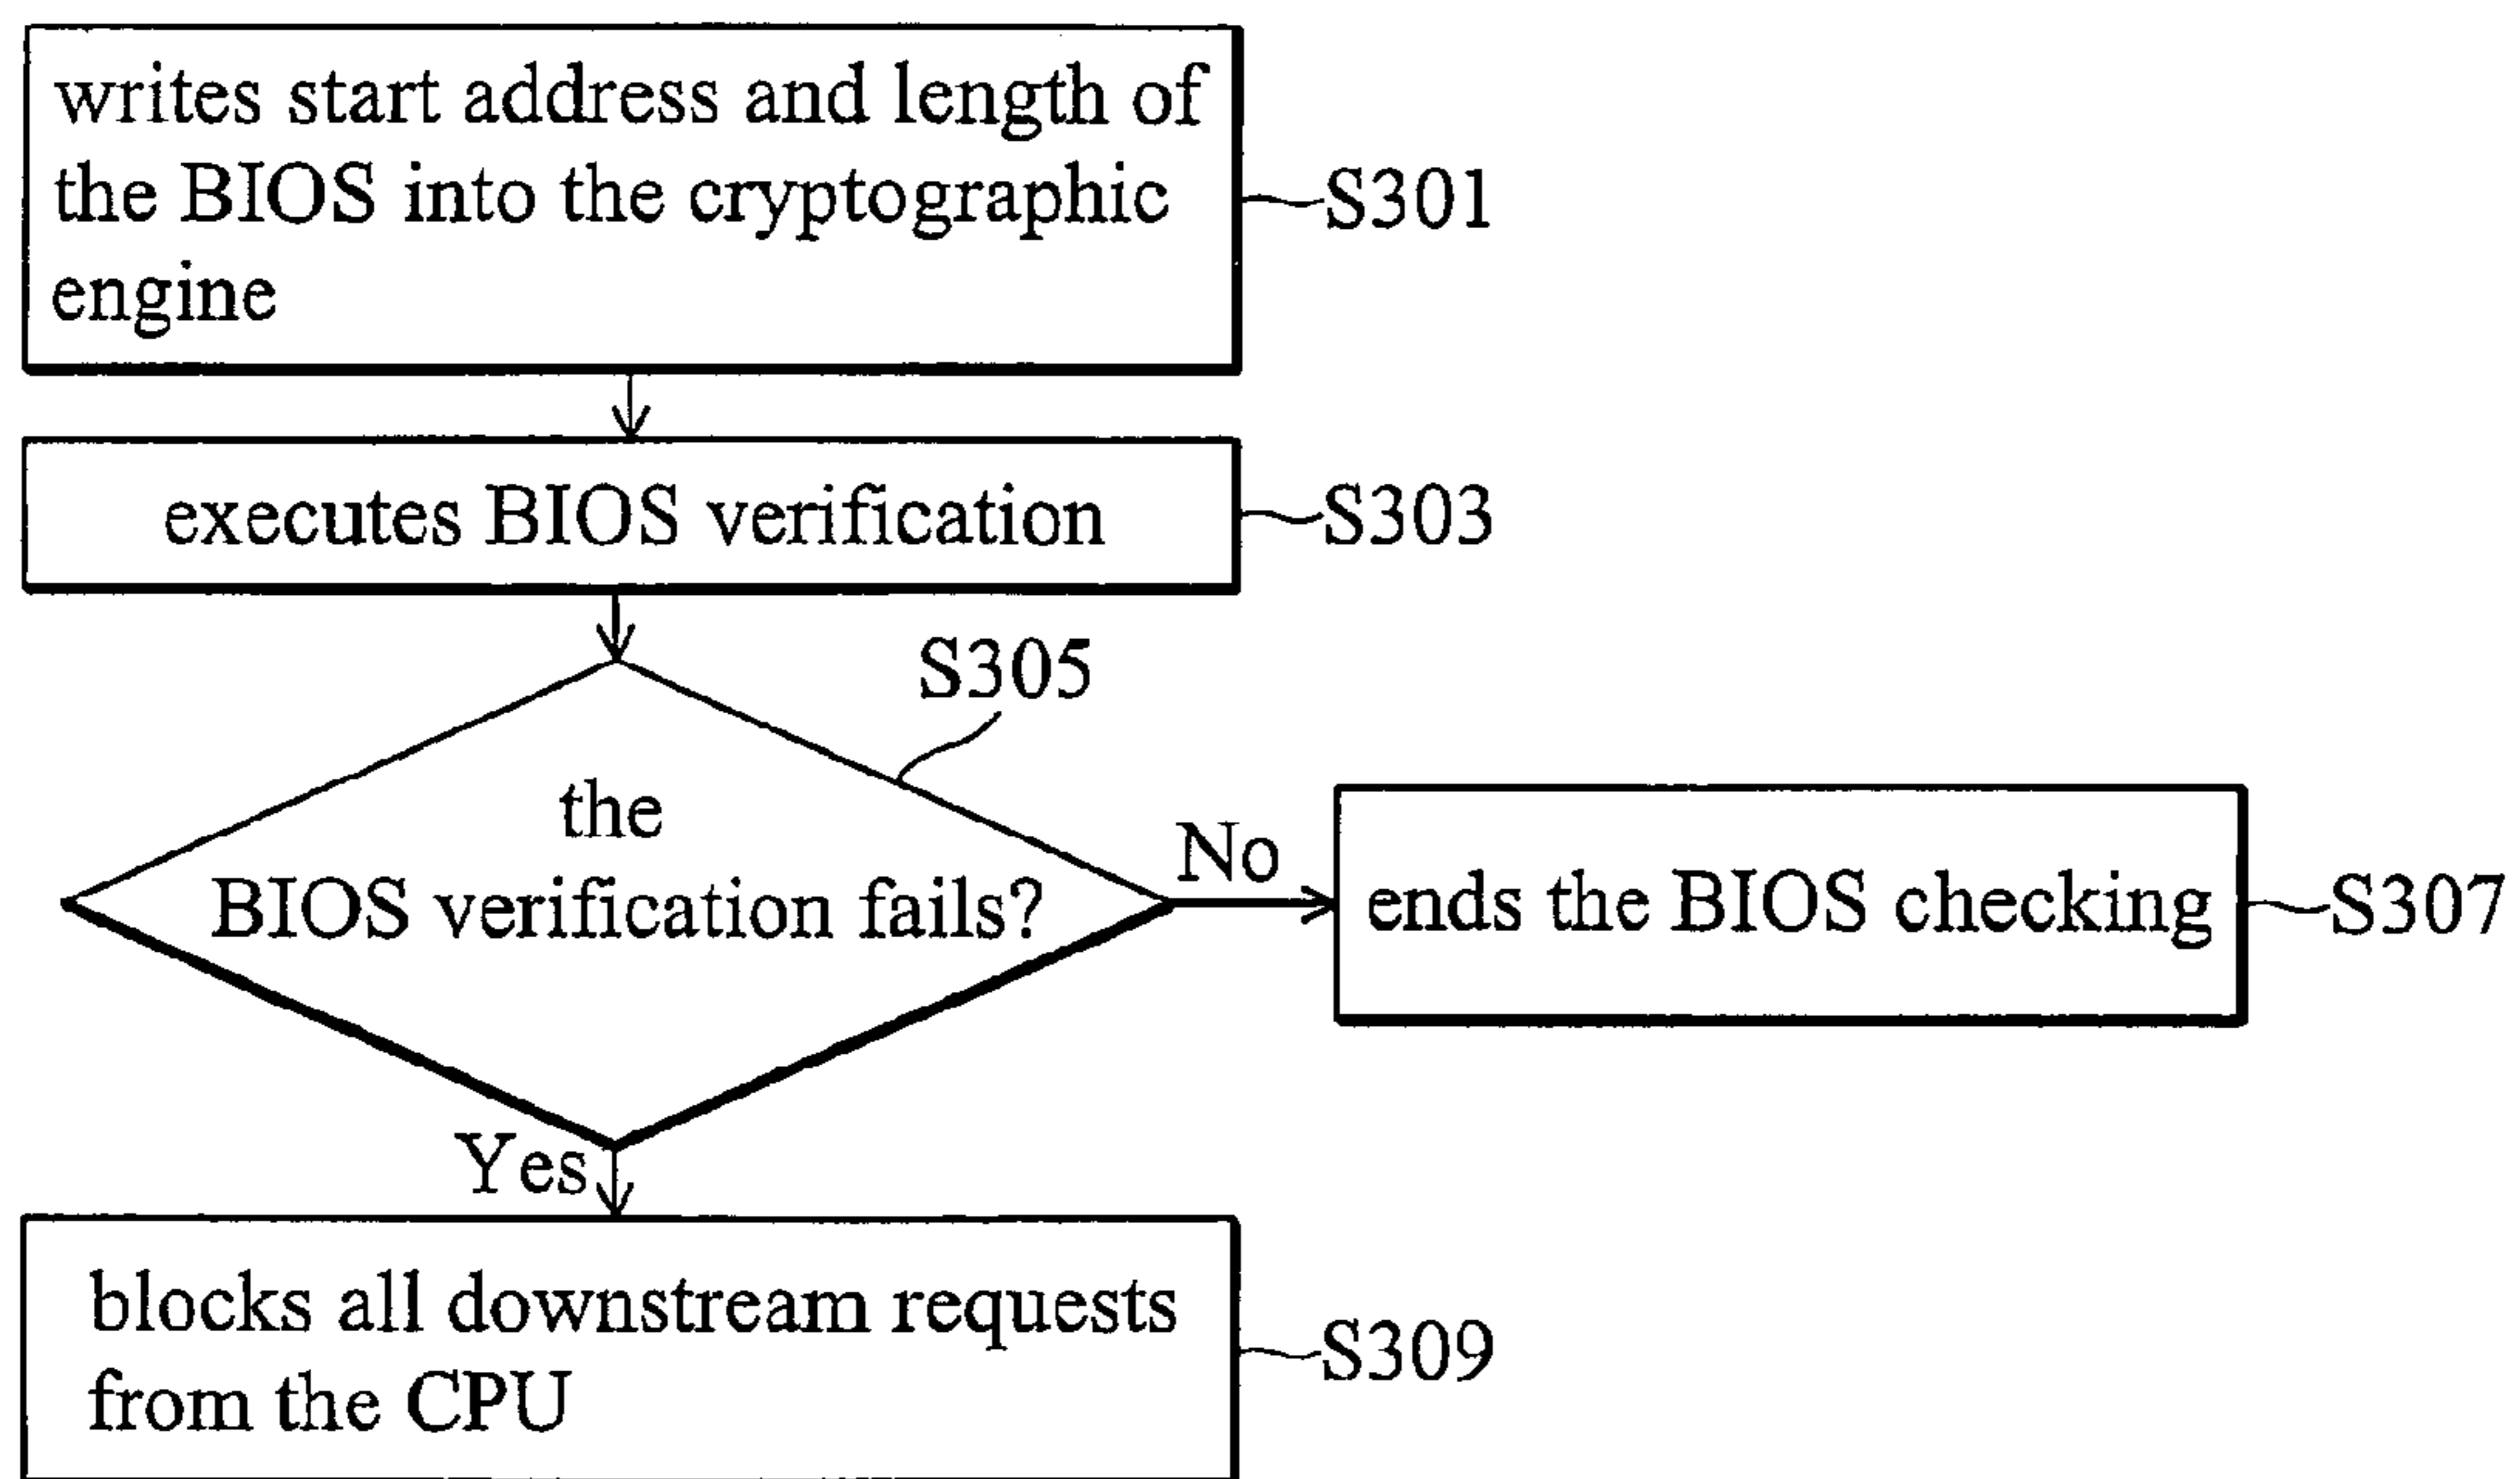 writes start address and length of
the BIOS into the cryptographic
engine
S301
executes BIOS verification
S303
S305
the
BIOS verification fails?
No
ends the BIOS checking
S307
Yes
blocks all downstream requests
from the CPU
S309